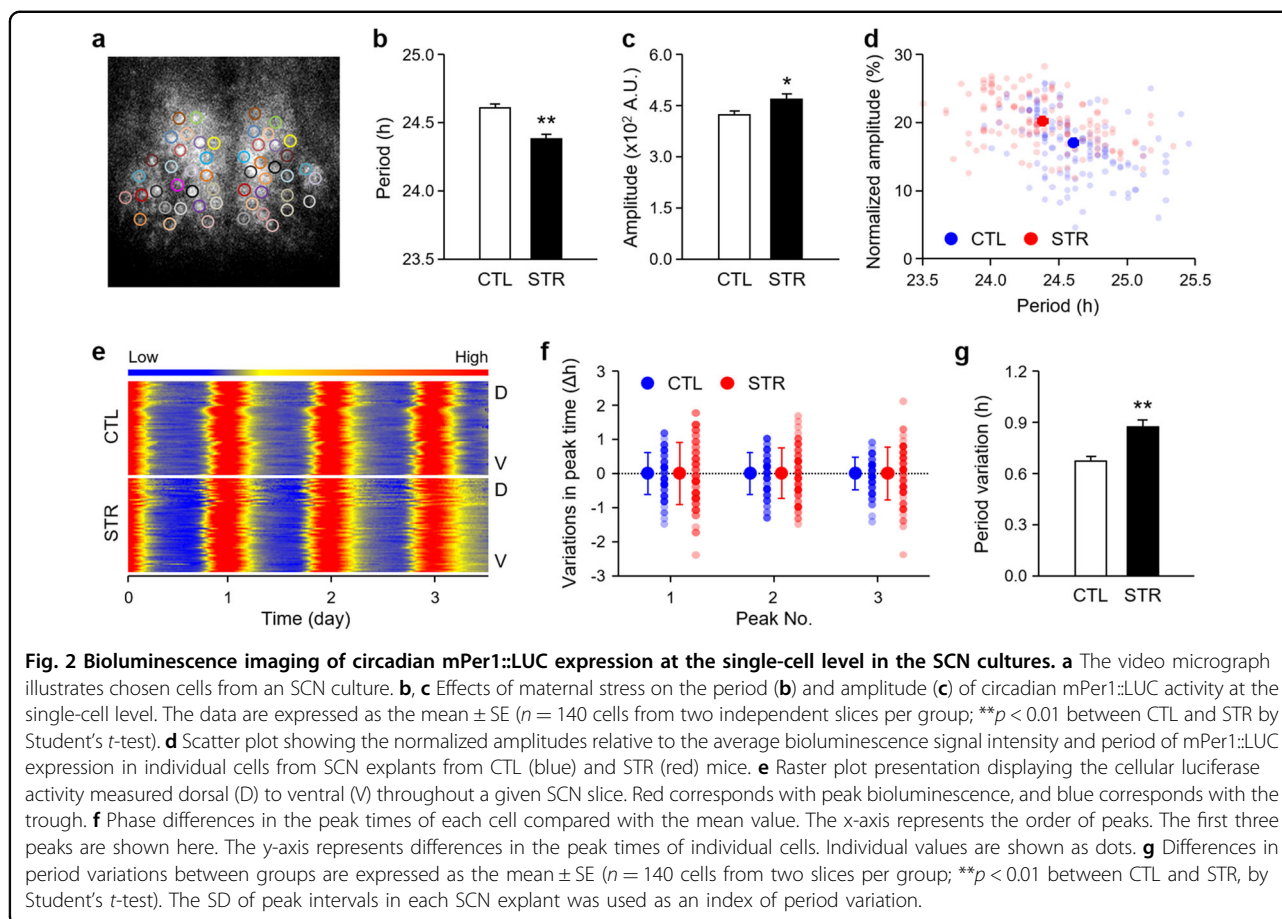 a
b
25.0
24.5
24.0
23.5
Period (h)
**
CTL STR
c
6.0
4.5
3.0
1.5
0.0
Amplitude (x10² A.U.)
*
CTL STR
d
30
20
10
0
Normalized amplitude (%)
CTL STR
23.5 24.0 24.5 25.0 25.5
Period (h)
e
Low High
CTL
D
V
STR
D
V
0 1 2 3
Time (day)
f
3
2
1
0
-1
-2
-3
Variations in peak time (Δh)
CTL STR
1 2 3
Peak No.
g
1.2
0.9
0.6
0.3
0.0
Period variation (h)
**
CTL STR
Fig. 2 Bioluminescence imaging of circadian mPer1::LUC expression at the single-cell level in the SCN cultures. a The video micrograph
illustrates chosen cells from an SCN culture. b, c Effects of maternal stress on the period (b) and amplitude (c) of circadian mPer1::LUC activity at the
single-cell level. The data are expressed as the mean ± SE (n = 140 cells from two independent slices per group; **p < 0.01 between CTL and STR by
Student's t-test). d Scatter plot showing the normalized amplitudes relative to the average bioluminescence signal intensity and period of mPer1::LUC
expression in individual cells from SCN explants from CTL (blue) and STR (red) mice. e Raster plot presentation displaying the cellular luciferase
activity measured dorsal (D) to ventral (V) throughout a given SCN slice. Red corresponds with peak bioluminescence, and blue corresponds with the
trough. f Phase differences in the peak times of each cell compared with the mean value. The x-axis represents the order of peaks. The first three
peaks are shown here. The y-axis represents differences in the peak times of individual cells. Individual values are shown as dots. g Differences in
period variations between groups are expressed as the mean ± SE (n = 140 cells from two slices per group; **p < 0.01 between CTL and STR, by
Student's t-test). The SD of peak intervals in each SCN explant was used as an index of period variation.